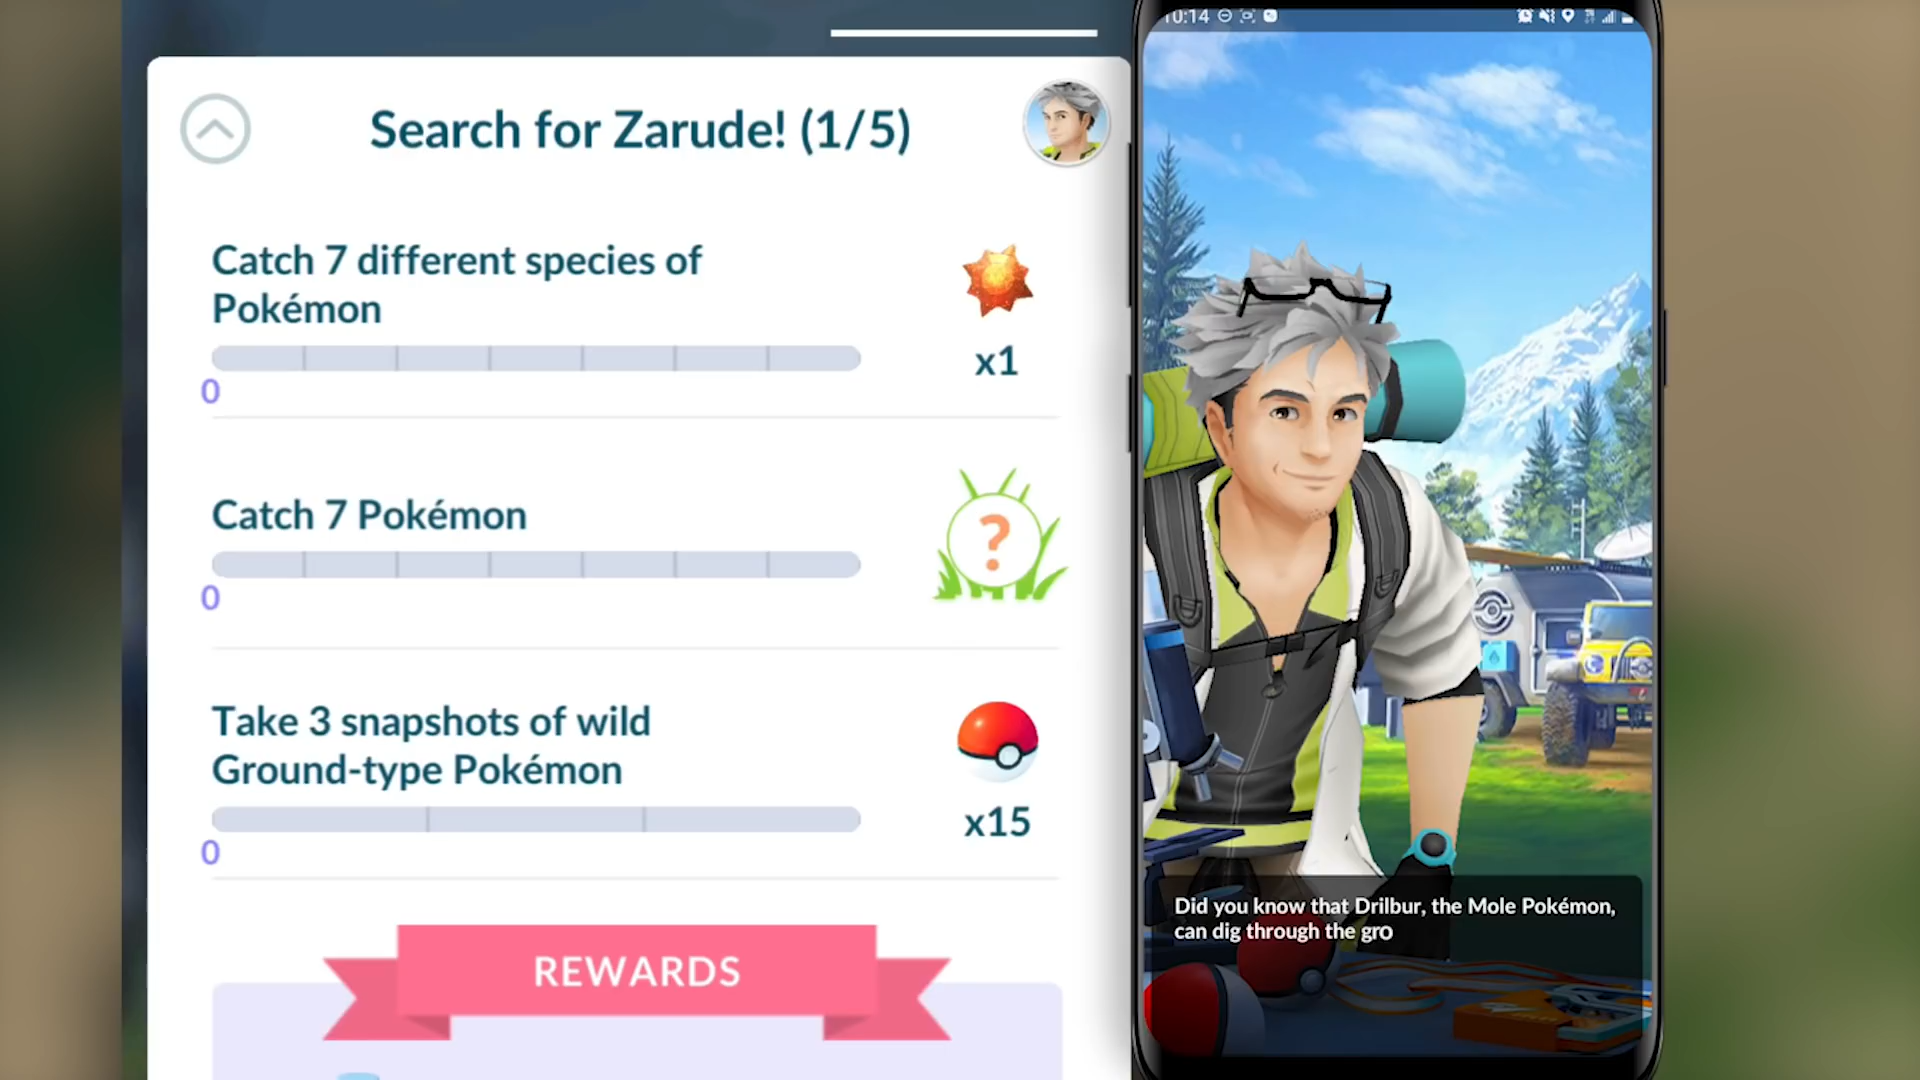 Search for Zarude! (1/5)
Catch 7 different species of
Pokémon
0
x1
Catch 7 Pokémon
0
?
Take 3 snapshots of wild
Ground-type Pokémon
0
x15
REWARDS
10:14
Did you know that Drilbur, the Mole Pokémon,
can dig through the gro